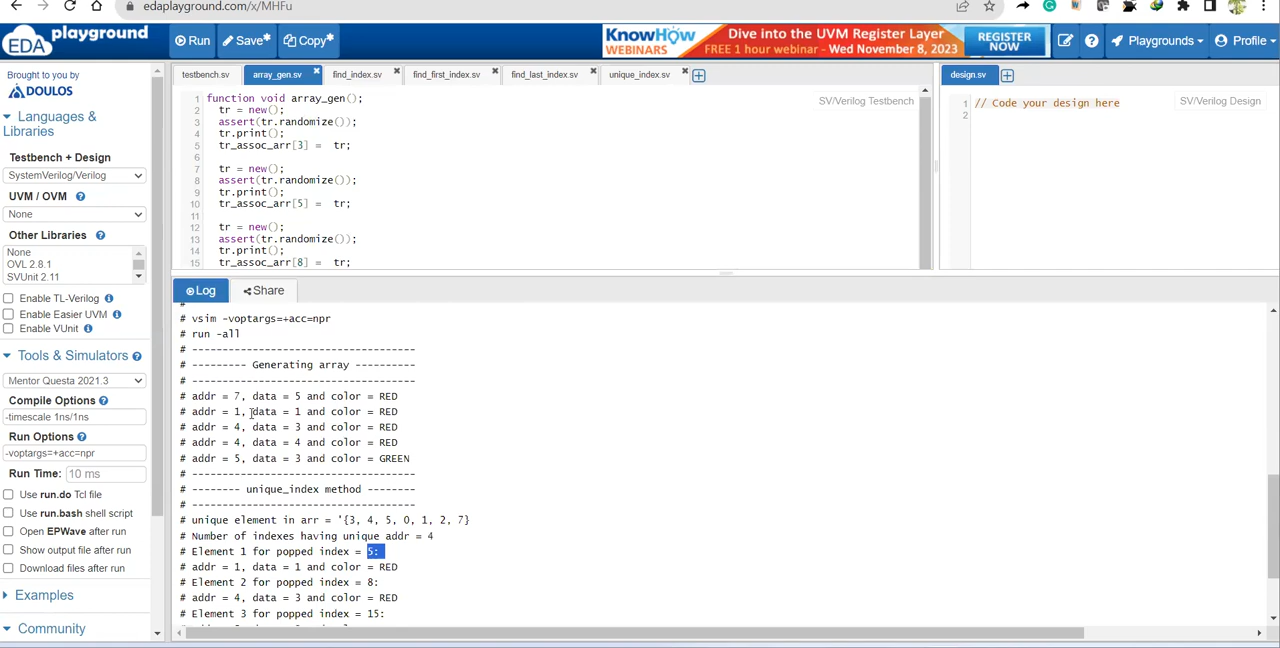 edaplayground.com/x/MHFu
EDA playground
Run
Save*
Copy*
KnowHow WEBINARS
Dive into the UVM Register Layer
FREE 1 hour webinar - Wed November 8, 2023
REGISTER NOW
Playgrounds
Profile
Brought to you by
DOULOS
Languages & Libraries
Testbench + Design
SystemVerilog/Verilog
UVM / OVM
None
Other Libraries
None
OVL 2.8.1
SVUnit 2.11
Enable TL-Verilog
Enable Easier UVM
Enable VUnit
Tools & Simulators
Mentor Questa 2021.3
Compile Options
-timescale 1ns/1ns
Run Options
-voptargs=+acc=npr
Run Time: 10 ms
Use run.do Tcl file
Use run.bash shell script
Open EPWave after run
Show output file after run
Download files after run
Examples
Community
testbench.sv array_gen.sv find_index.sv find_first_index.sv find_last_index.sv unique_index.sv
SV/Verilog Testbench
1 function void array_gen();
2 tr = new();
3 assert(tr.randomize());
4 tr.print();
5 tr_assoc_arr[3] = tr;
6
7 tr = new();
8 assert(tr.randomize());
9 tr.print();
10 tr_assoc_arr[5] = tr;
11
12 tr = new();
13 assert(tr.randomize());
14 tr.print();
15 tr_assoc_arr[8] = tr;
design.sv
SV/Verilog Design
1 // Code your design here
2
Log Share
#
# vsim -voptargs=+acc=npr
# run -all
# -------------------------------------
# --------- Generating array ----------
# -------------------------------------
# addr = 7, data = 5 and color = RED
# addr = 1, data = 1 and color = RED
# addr = 4, data = 3 and color = RED
# addr = 4, data = 4 and color = RED
# addr = 5, data = 3 and color = GREEN
# -------------------------------------
# -------- unique_index method --------
# -------------------------------------
# unique element in arr = '{3, 4, 5, 0, 1, 2, 7}
# Number of indexes having unique addr = 4
# Element 1 for popped index = 5:
# addr = 1, data = 1 and color = RED
# Element 2 for popped index = 8:
# addr = 4, data = 3 and color = RED
# Element 3 for popped index = 15: